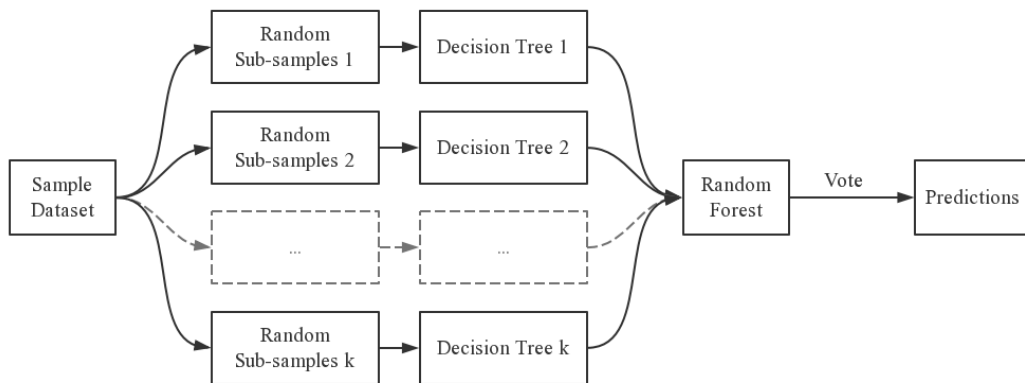 Sample
Dataset
Random
Sub-samples 1
Decision Tree 1
Random
Sub-samples 2
Decision Tree 2
...
...
Random
Sub-samples k
Decision Tree k
Random
Forest
Vote
Predictions